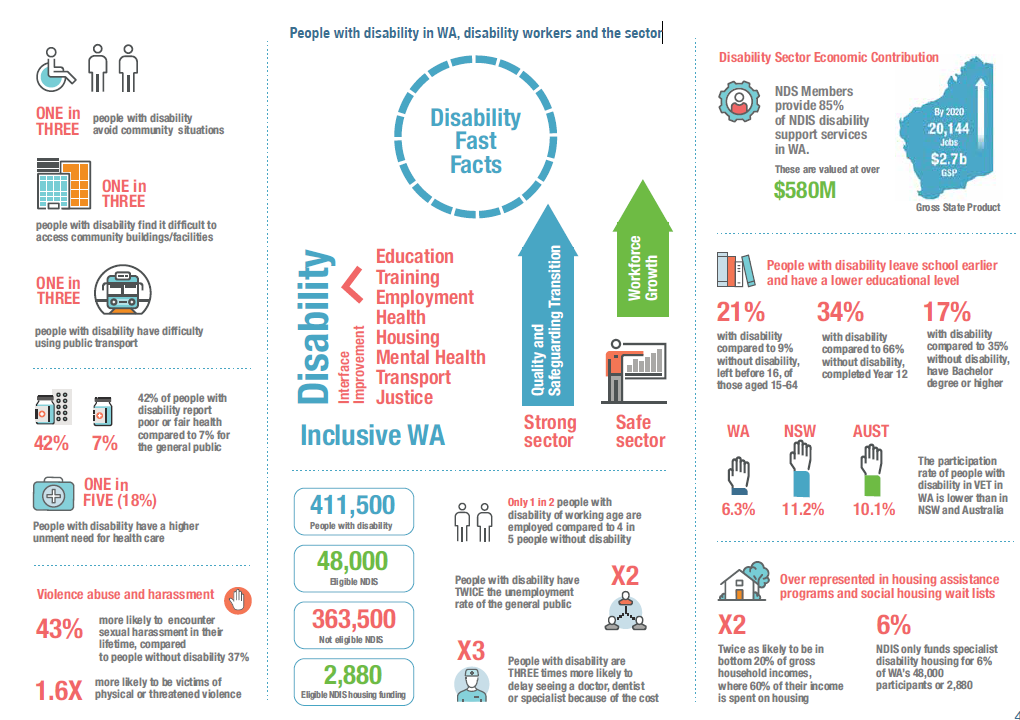 People with disability in WA, disability workers and the sector
ONE in
THREE
people with disability
avoid community situations
ONE in
THREE
people with disability find it difficult to
access community buildings/facilities
ONE in
THREE
people with disability have difficulty
using public transport
42%
7%
42% of people with
disability report
poor or fair health
compared to 7% for
the general public
ONE in
FIVE (18%)
People with disability have a higher
unment need for health care
Violence abuse and harassment
43%
more likely to encounter
sexual harassment in their
lifetime, compared
to people without disability 37%
1.6X
more likely to be victims of
physical or threatened violence
Disability
Fast
Facts
Disability
Interface
Improvement
Education
Training
Employment
Health
Housing
Mental Health
Transport
Justice
Inclusive WA
Quality and
Safeguarding Transition
Strong
sector
Workforce
Growth
Safe
sector
411,500
People with disability
48,000
Eligible NDIS
363,500
Not eligible NDIS
2,880
Eligible NDIS housing funding
Only 1 in 2 people with
disability of working age are
employed compared to 4 in
5 people without disability
People with disability have
TWICE the unemployment
rate of the general public
X2
X3
People with disability are
THREE times more likely to
delay seeing a doctor, dentist
or specialist because of the cost
Disability Sector Economic Contribution
NDS Members
provide 85%
of NDIS disability
support services
in WA.
These are valued at over
$580M
By 2020
20,144
Jobs
$2.7b
GSP
Gross State Product
People with disability leave school earlier
and have a lower educational level
21%
with disability
compared to 9%
without disability,
left before 16, of
those aged 15-64
34%
with disability
compared to 66%
without disability,
completed Year 12
17%
with disability
compared to 35%
without disability,
have Bachelor
degree or higher
WA
6.3%
NSW
11.2%
AUST
10.1%
The participation
rate of people with
disability in VET in
WA is lower than in
NSW and Australia
Over represented in housing assistance
programs and social housing wait lists
X2
Twice as likely to be in
bottom 20% of gross
household incomes,
where 60% of their income
is spent on housing
6%
NDIS only funds specialist
disability housing for 6%
of WA's 48,000
participants or 2,880
4